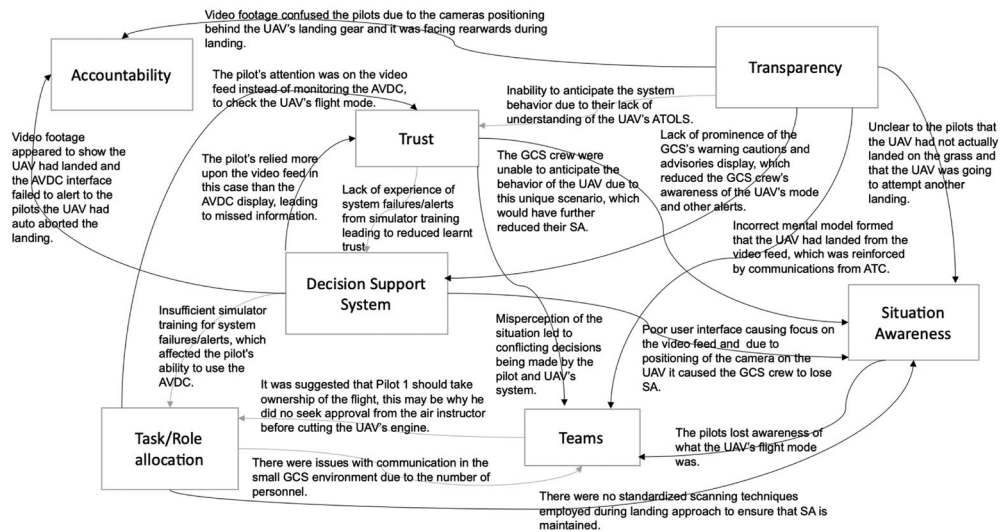 Video footage confused the pilots due to the cameras positioning
behind the UAV's landing gear and it was facing rearwards during
landing.
Accountability
Transparency
The pilot's attention was on the video
feed instead of monitoring the AVDC,
to check the UAV's flight mode.
Inability to anticipate the system
behavior due to their lack of
understanding of the UAV's ATOLS.
Trust
Video footage
appeared to show the
UAV had landed and
the AVDC interface
failed to alert to the
pilots the UAV had
auto aborted the
landing.
The pilot's relied more
upon the video feed in
this case than the
AVDC display, leading
to missed information.
Lack of experience of
system failures/alerts
from simulator training
leading to reduced learnt
trust
The GCS crew were
unable to anticipate the
behavior of the UAV due to
this unique scenario, which
would have further
reduced their SA.
Lack of prominence of the
GCS's warning cautions and
advisories display, which
reduced the GCS crew's
awareness of the UAV's mode
and other alerts.
Unclear to the pilots that
the UAV had not actually
landed on the grass and
that the UAV was going
to attempt another
landing.
Incorrect mental model formed
that the UAV had landed from the
video feed, which was reinforced
by communications from ATC.
Decision Support
System
Situation
Awareness
Insufficient simulator
training for system
failures/alerts, which
affected the pilot's
ability to use the
AVDC.
Misperception of the
situation led to
conflicting decisions
being made by the
pilot and UAV's
system.
Poor user interface causing focus on
the video feed and due to
positioning of the camera on the
UAV it caused the GCS crew to lose
SA.
It was suggested that Pilot 1 should take
ownership of the flight, this may be why he
did no seek approval from the air instructor
before cutting the UAV's engine.
Task/Role
allocation
Teams
The pilots lost awareness of
what the UAV's flight mode
was.
There were issues with communication in the
small GCS environment due to the number of
personnel.
There were no standardized scanning techniques
employed during landing approach to ensure that SA is
maintained.